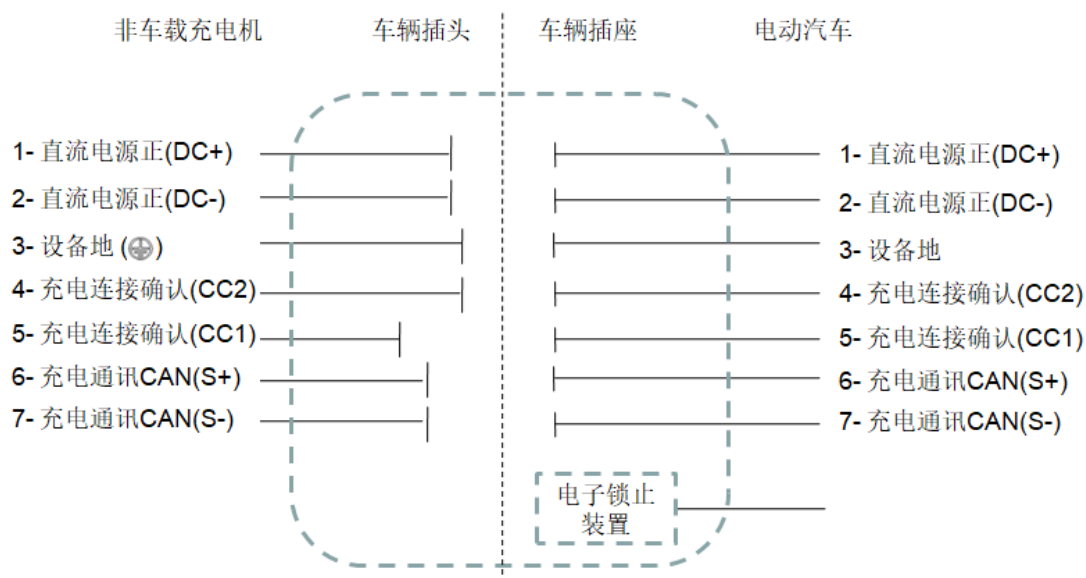 非车载充电机 车辆插头 车辆插座 电动汽车
1- 直流电源正(DC+) 1- 直流电源正(DC+)
2- 直流电源正(DC-) 2- 直流电源正(DC-)
3- 设备地 (⏚) 3- 设备地
4- 充电连接确认(CC2) 4- 充电连接确认(CC2)
5- 充电连接确认(CC1) 5- 充电连接确认(CC1)
6- 充电通讯CAN(S+) 6- 充电通讯CAN(S+)
7- 充电通讯CAN(S-) 7- 充电通讯CAN(S-)
电子锁止
装置